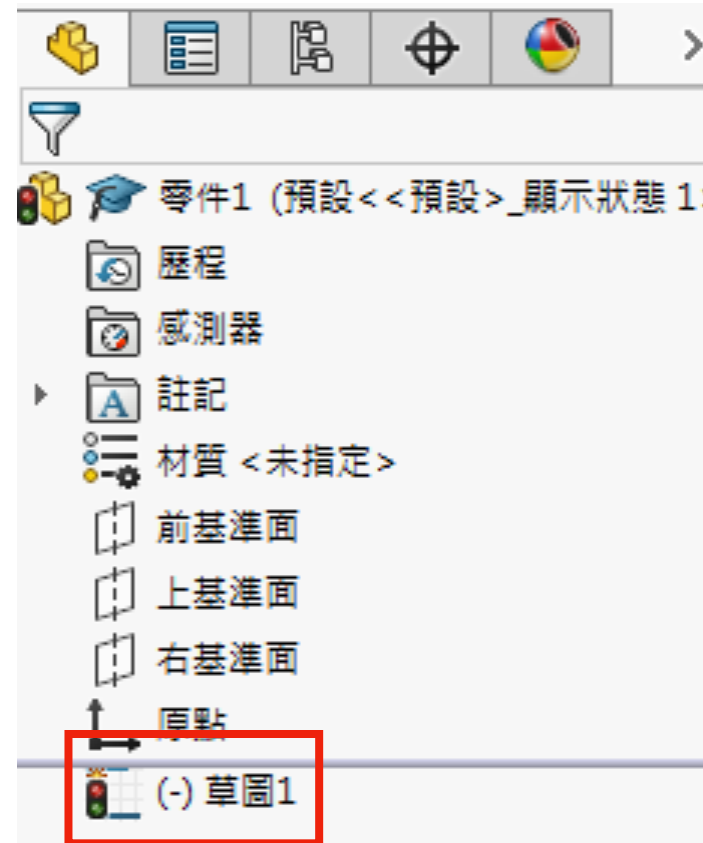 零件1 (預設<<預設>_顯示狀態 1
歷程
感測器
A 註記
材質 <未指定>
前基準面
上基準面
右基準面
原點
(-) 草圖1